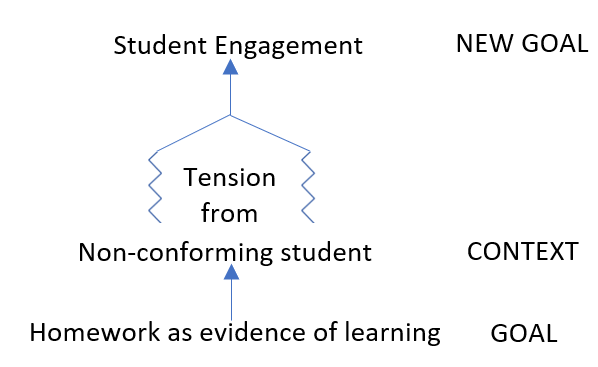 Student Engagement NEW GOAL
Tension
from
Non-conforming student CONTEXT
Homework as evidence of learning GOAL